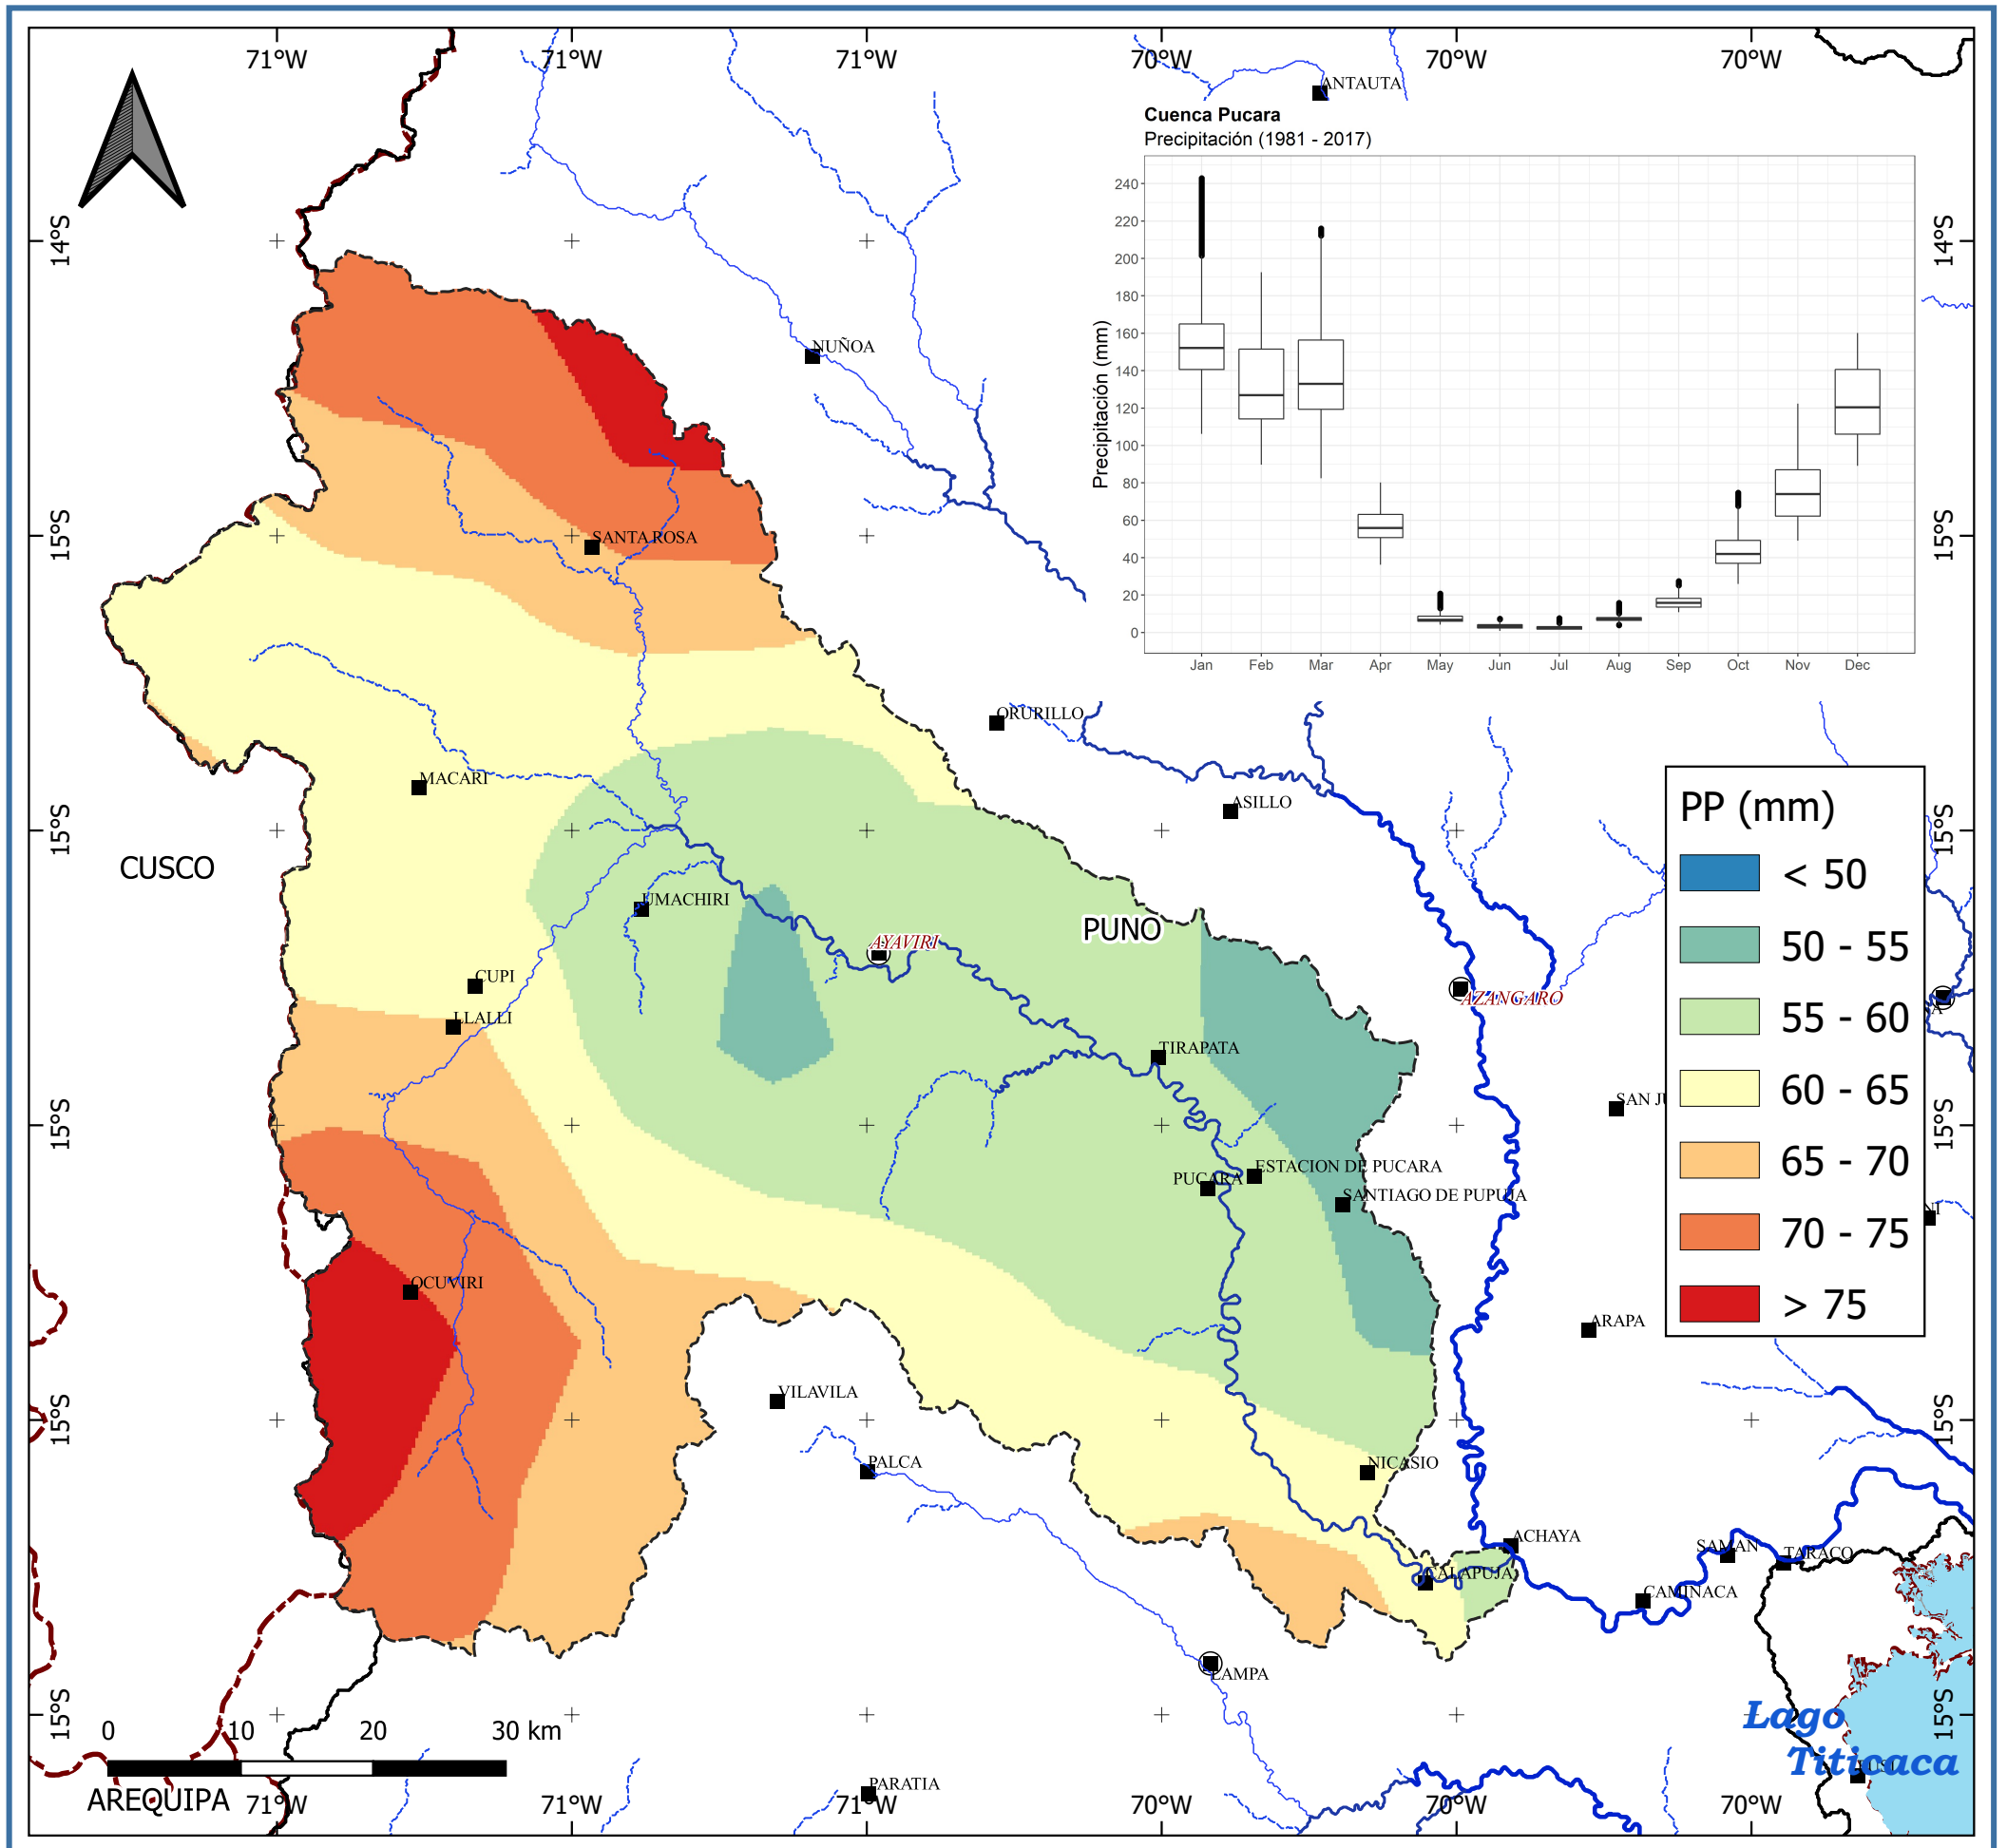 71°W 71°W 71°W 70°W 70°W 70°W
ANTAUTA
Cuenca Pucara
Precipitación (1981 - 2017)
Precipitación (mm)
240
220
200
180
160
140
120
100
80
60
40
20
0
Jan Feb Mar Apr May Jun Jul Aug Sep Oct Nov Dec
14°S 14°S
NUÑOA
15°S 15°S
SANTA ROSA
ORURILLO
MACARI
ASILLO
15°S 15°S
CUSCO
UMACHIRI
PUNO
AYAVIRI
CUPI
AZANGARO
LLALLI
TIRAPATA
SAN JU
15°S 15°S
ESTACION DE PUCARA
PUCARA
SANTIAGO DE PUPUJA
NI
OCUVIRI
ARAPA
PP (mm)
< 50
50 - 55
55 - 60
60 - 65
65 - 70
70 - 75
> 75
A
VILAVILA
15°S 15°S
PALCA
NICASIO
ACHAYA
SAMAN
TARACO
CALAPUJA
CAMINACA
LAMPA
15°S 15°S
Lago
Titicaca
0 10 20 30 km
PARATIA
AREQUIPA
71°W 71°W 71°W 70°W 70°W 70°W